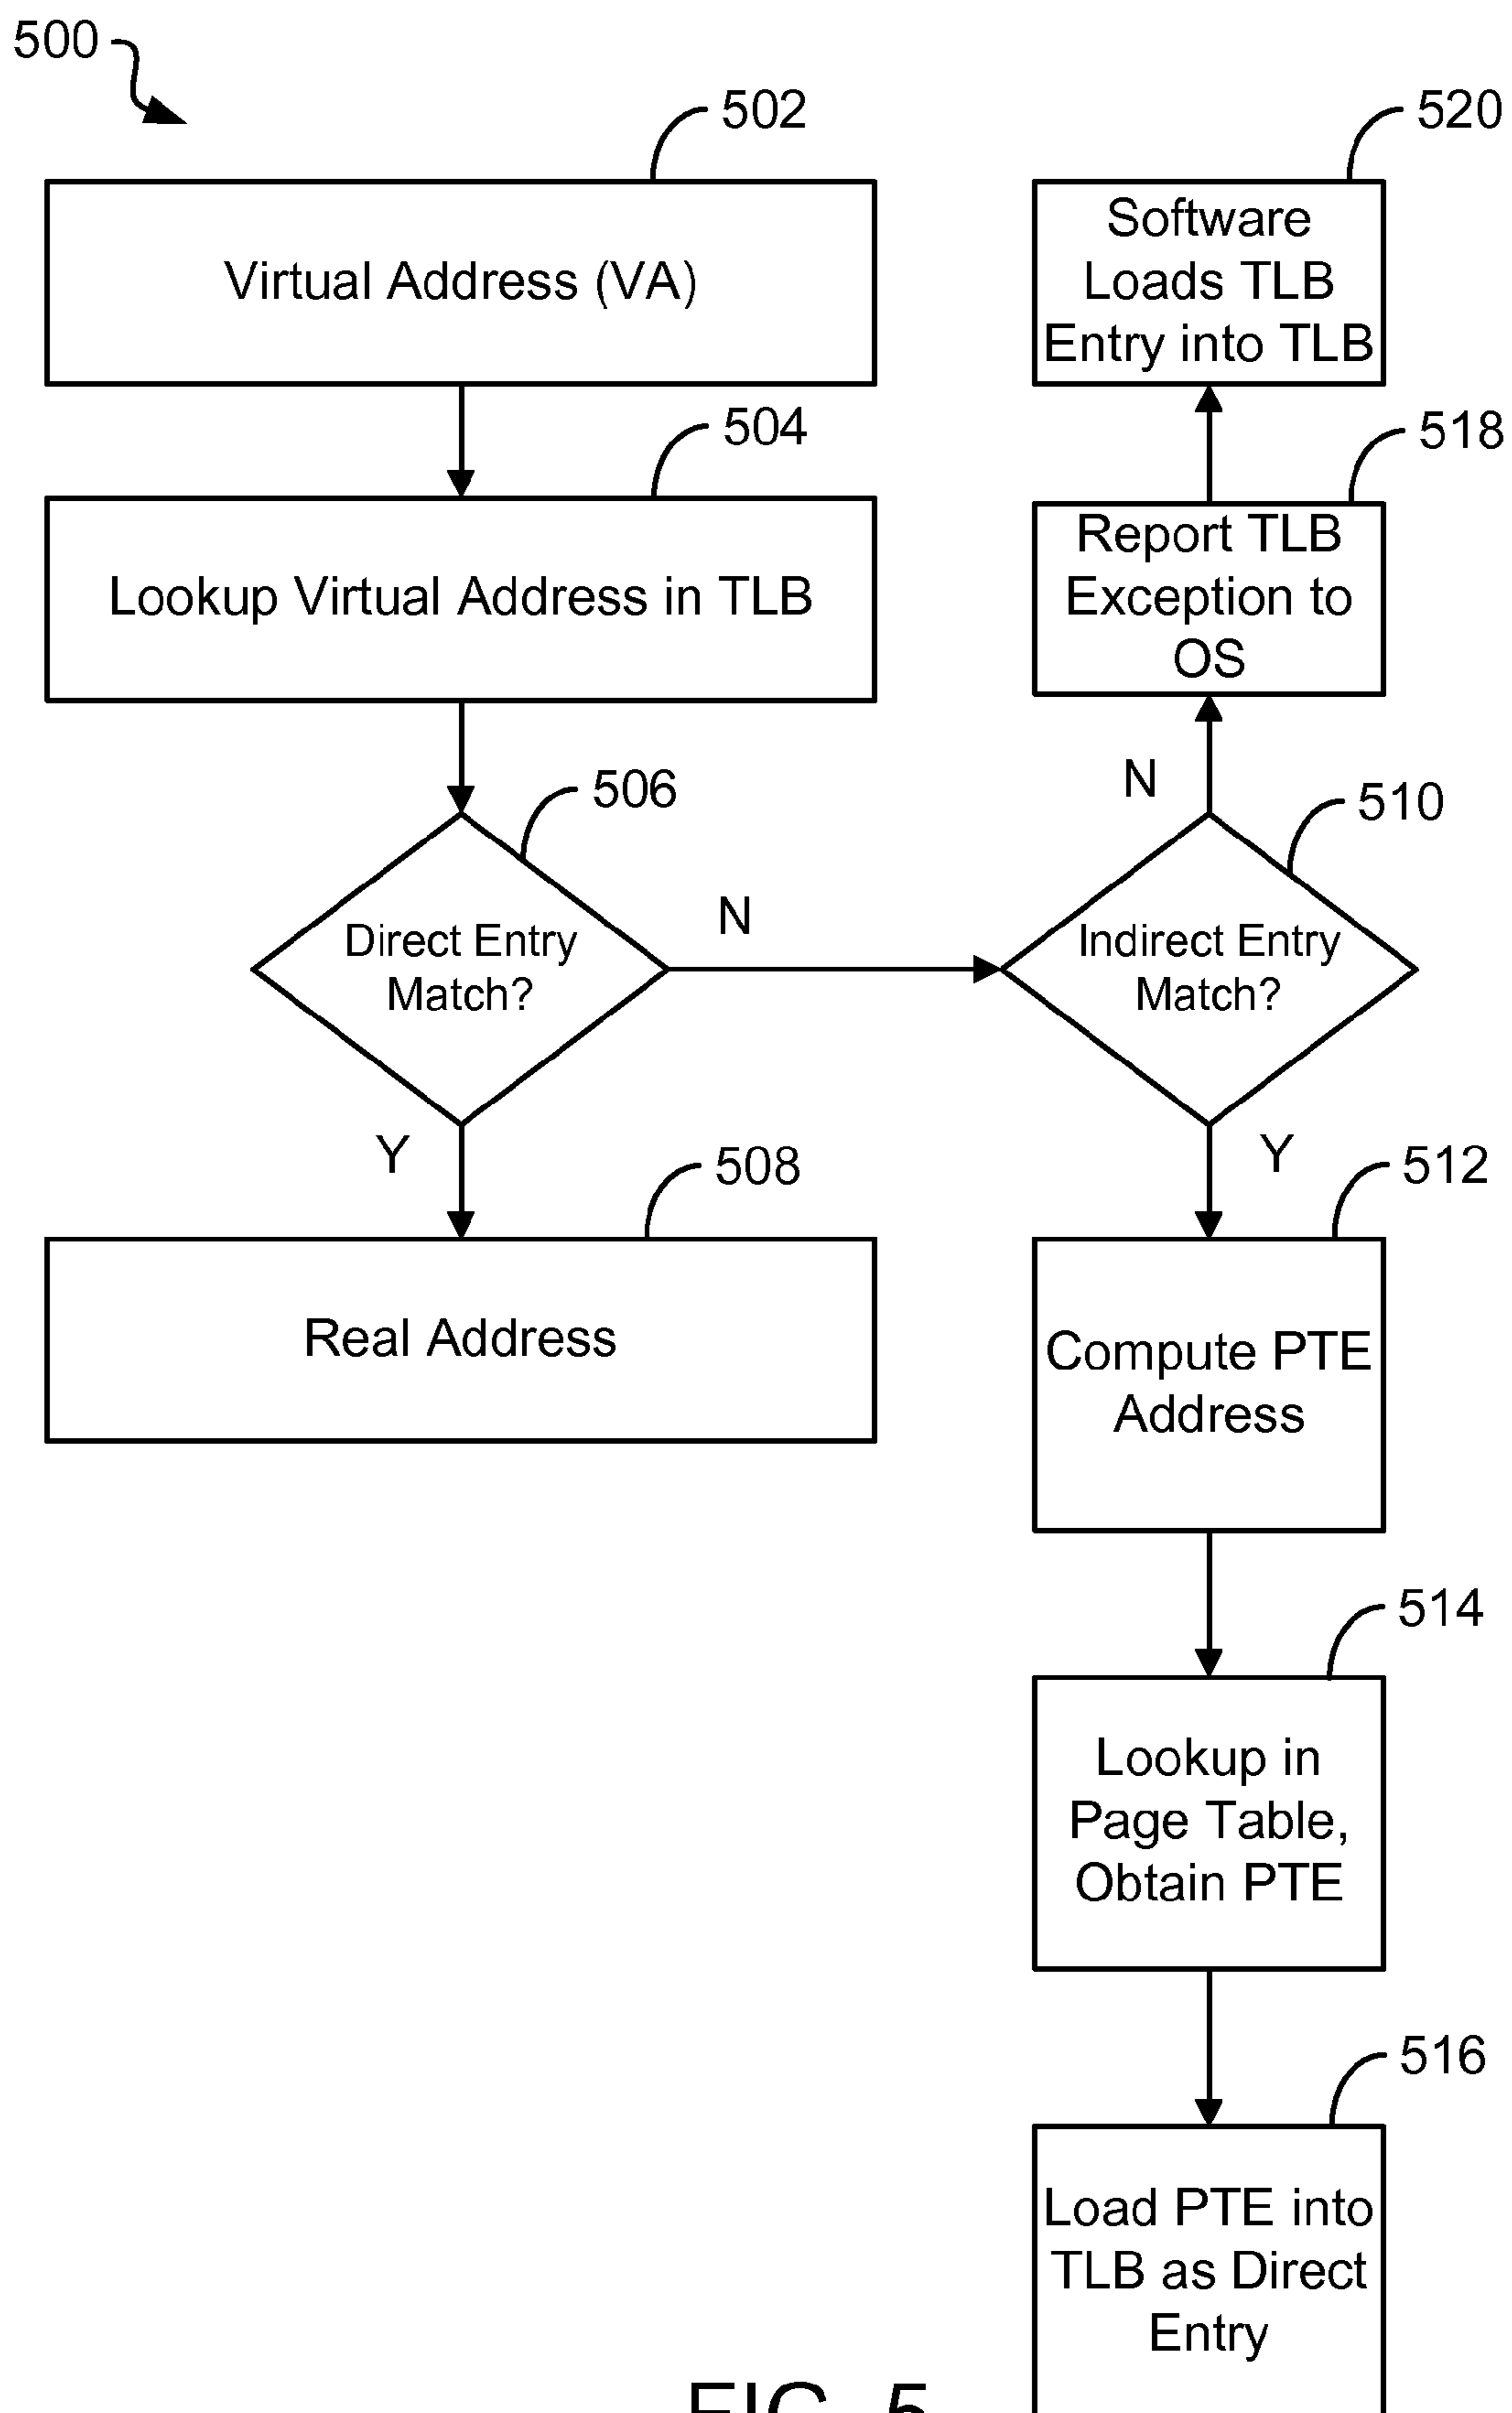 500
502
Virtual Address (VA)
504
Lookup Virtual Address in TLB
506
Direct Entry
Match?
N
Y
508
Real Address
520
Software
Loads TLB
Entry into TLB
518
Report TLB
Exception to
OS
N
510
Indirect Entry
Match?
Y
512
Compute PTE
Address
514
Lookup in
Page Table,
Obtain PTE
516
Load PTE into
TLB as Direct
Entry
FIG. 5